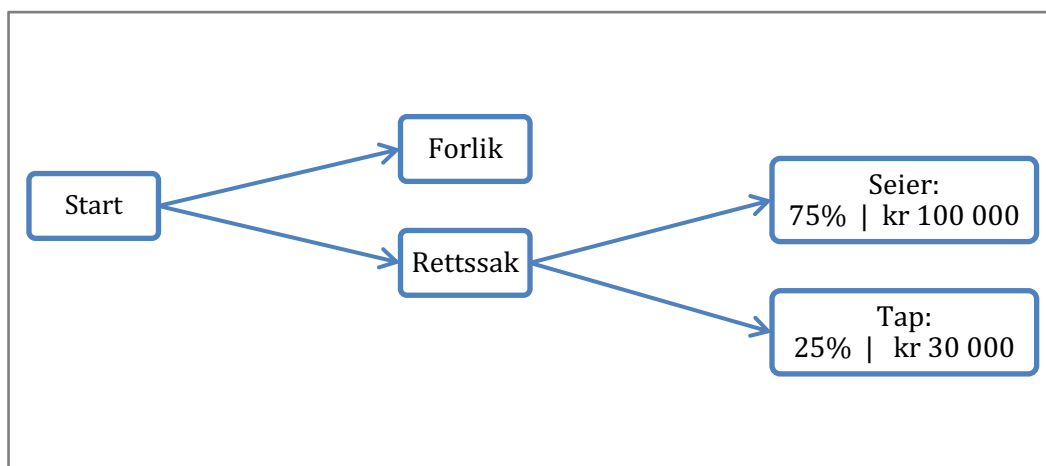 Start
Forlik
Rettssak
Seier:
75% | kr 100 000
Tap:
25% | kr 30 000